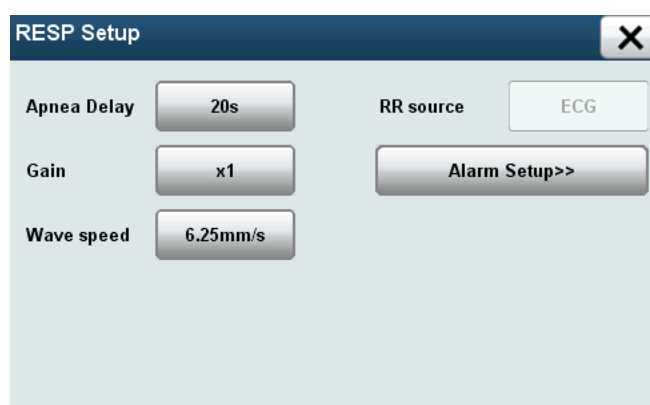 RESP Setup
Apnea Delay 20s RR source ECG
Gain x1 Alarm Setup>>
Wave speed 6.25mm/s